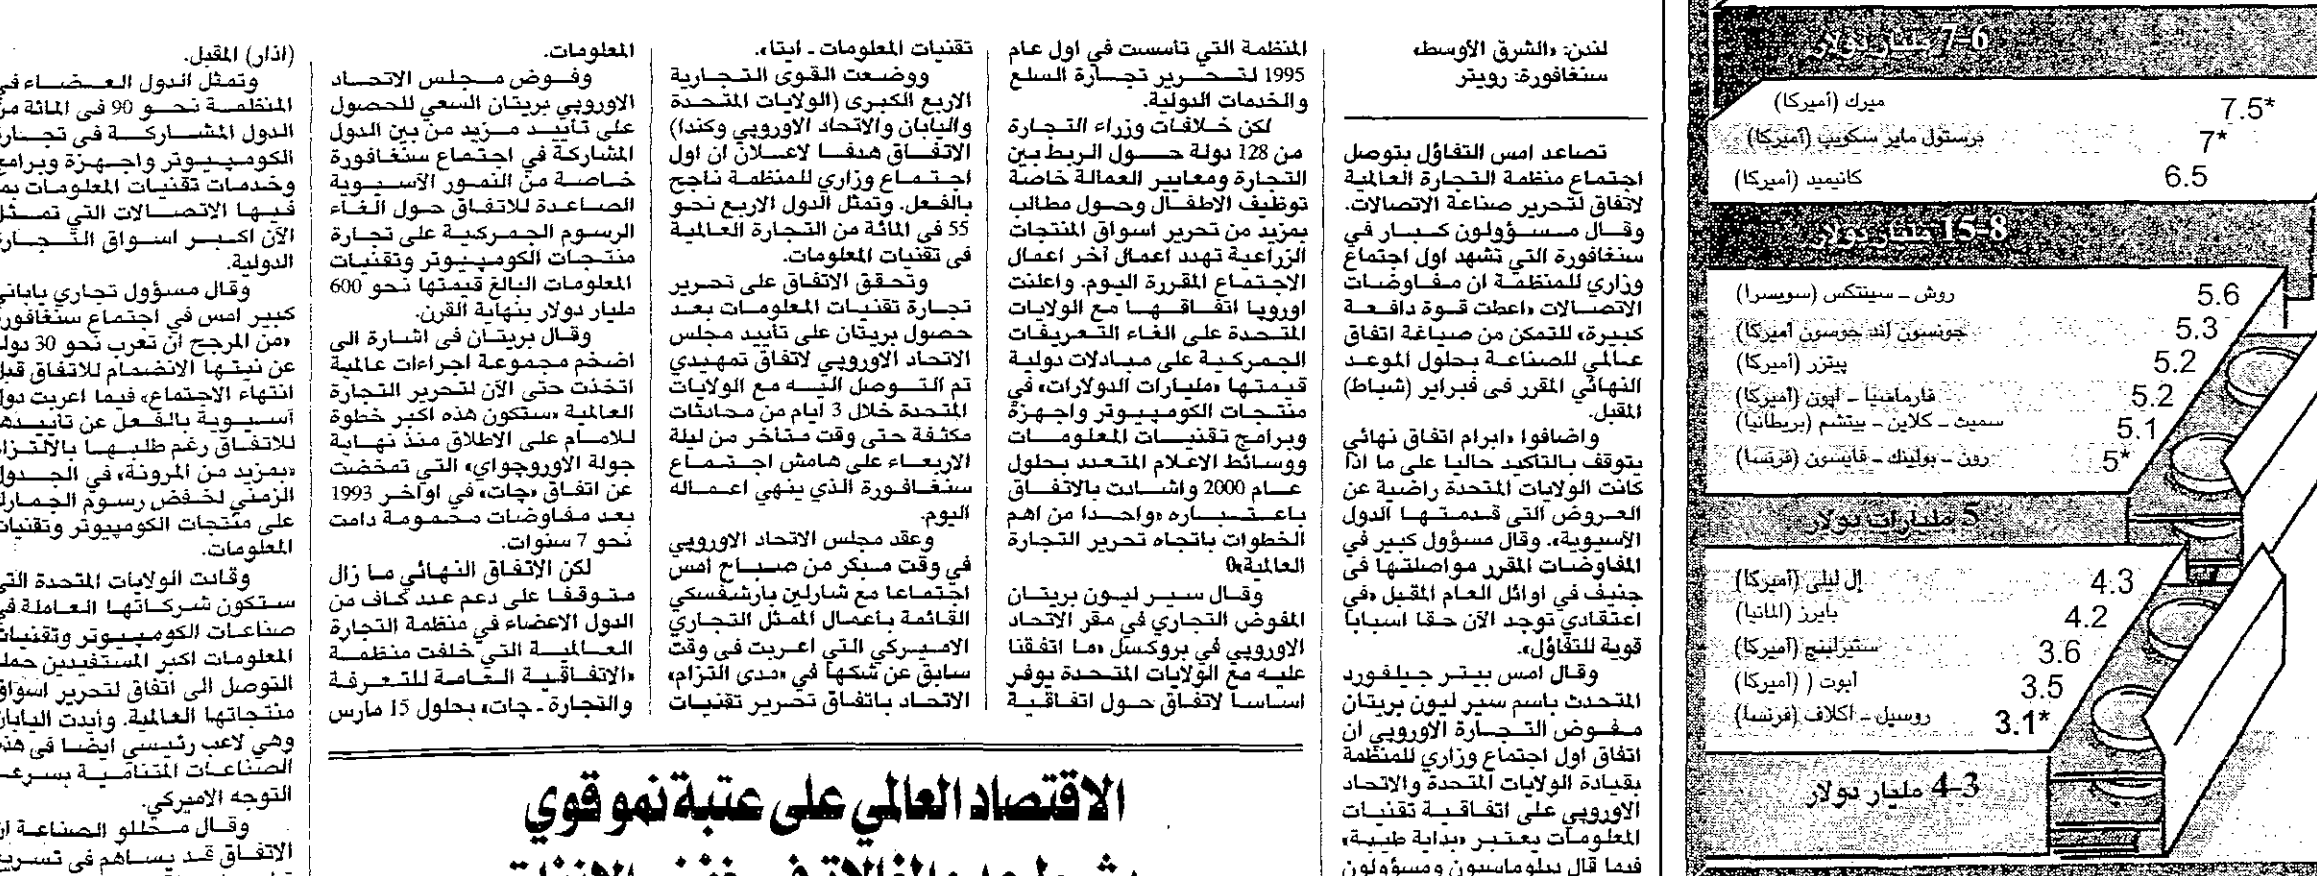 لندن: «الشرق الأوسط»
سنغافورة: رويتر
تصاعد امس التفاؤل بتوصل
اجتماع منظمة التجارة العالمية
لاتفاق لتحرير صناعة الاتصالات.
وقال مسؤولون كبار في
سنغافورة التي تشهد اول اجتماع
وزاري للمنظمة ان مفاوضات
الاتصالات «اعطت قوة دافعة
كبيرة» للتمكن من صياغة اتفاق
عالمي للصناعة بحلول الموعد
النهائي المقرر في فبراير (شباط)
المقبل.
واضافوا «ابرام اتفاق نهائي
يتوقف بالتأكيد حاليا على ما اذا
كانت الولايات المتحدة راضية عن
العروض التي قدمتها الدول
الآسيوية». وقال مسؤول كبير في
المفاوضات المقرر مواصلتها في
جنيف في اوائل العام المقبل «في
اعتقادي توجد الآن حقا اسبابا
قوية للتفاؤل».
وقال امس بيتر جيلفورد
المتحدث باسم سير ليون بريتان
مفوض التجارة الاوروبي ان
اتفاق اول اجتماع وزاري للمنظمة
بقيادة الولايات المتحدة والاتحاد
الاوروبي على اتفاقية تقنيات
المعلومات يعتبر «بداية طيبة»
فيما قال دبلوماسيون ومسؤولون
المنظمة التي تأسست في اول عام
1995 لتحرير تجارة السلع
والخدمات الدولية.
لكن خلافات وزراء التجارة
من 128 دولة حول الربط بين
التجارة ومعايير العمالة خاصة
توظيف الاطفال وحول مطالب
بمزيد من تحرير اسواق المنتجات
الزراعية تهدد اعمال آخر اعمال
الاجتماع المقررة اليوم. واعلنت
اوروبا اتفاقها مع الولايات
المتحدة على الغاء التعريفات
الجمركية على مبادلات دولية
قيمتها «مليارات الدولارات» في
منتجات الكومبيوتر واجهزة
وبرامج تقنيات المعلومات
ووسائط الاعلام المتعدد بحلول
عام 2000 واشادت بالاتفاق
باعتباره «واحدا من اهم
الخطوات باتجاه تحرير التجارة
العالمية»0
وقال سير ليون بريتان
المفوض التجاري في مقر الاتحاد
الاوروبي في بروكسل «ما اتفقنا
عليه مع الولايات المتحدة يوفر
اساسا لاتفاق حول اتفاقية
تقنيات المعلومات ـ ايتا».
ووضعت القوى التجارية
الاربع الكبرى (الولايات المتحدة
واليابان والاتحاد الاوروبي وكندا)
الاتفاق هدفا لاعلان ان اول
اجتماع وزاري للمنظمة ناجح
بالفعل. وتمثل الدول الاربع نحو
55 في المائة من التجارة العالمية
في تقنيات المعلومات.
وتحقق الاتفاق على تحرير
تجارة تقنيات المعلومات بعد
حصول بريتان على تأييد مجلس
الاتحاد الاوروبي لاتفاق تمهيدي
تم التوصل اليه مع الولايات
المتحدة خلال 3 ايام من محادثات
مكثفة حتى وقت متأخر من ليلة
الاربعاء على هامش اجتماع
سنغافورة الذي ينهي اعماله
اليوم.
وعقد مجلس الاتحاد الاوروبي
في وقت مبكر من صباح امس
اجتماعا مع شارلين بارشفسكي
القائمة بأعمال الممثل التجاري
الاميركي التي اعربت في وقت
سابق عن شكها في «مدى التزام»
الاتحاد باتفاق تحرير تقنيات
المعلومات.
وفوض مجلس الاتحاد
الاوروبي بريتان السعي للحصول
على تأييد مزيد من بين الدول
المشاركة في اجتماع سنغافورة
خاصة من النمور الآسيوية
الصاعدة للاتفاق حول الغاء
الرسوم الجمركية على تجارة
منتجات الكومبيوتر وتقنيات
المعلومات البالغ قيمتها نحو 600
مليار دولار بنهاية القرن.
وقال بريتان في اشارة الى
اضخم مجموعة اجراءات عالمية
اتخذت حتى الآن لتحرير التجارة
العالمية «ستكون هذه اكبر خطوة
للامام على الاطلاق منذ نهاية
جولة الاوروجواي» التي تمخضت
عن اتفاق «جات» في اواخر 1993
بعد مفاوضات محمومة دامت
نحو 7 سنوات.
لكن الاتفاق النهائي ما زال
متوقفا على دعم عدد كاف من
الدول الاعضاء في منظمة التجارة
العالمية التي خلفت منظمة
«الاتفاقية العامة للتعرفة
والتجارة ـ جات» بحلول 15 مارس
(اذار) المقبل.
وتمثل الدول العضاء في
المنظمة نحو 90 في المائة من
الدول المشاركة في تجارة
الكومبيوتر واجهزة وبرامج
وخدمات تقنيات المعلومات بما
فيها الاتصالات التي تمثل
الآن اكبر اسواق التجارة
الدولية.
وقال مسؤول تجاري ياباني
كبير امس في اجتماع سنغافورة
«من المرجح ان تعرب نحو 30 دولة
عن نيتها الانضمام للاتفاق قبل
انتهاء الاجتماع» فيما اعربت دول
آسيوية بالفعل عن تأييدها
للاتفاق رغم طلبها بالالتزام
«بمزيد من المرونة» في الجدول
الزمني لخفض رسوم الجمارك
على منتجات الكومبيوتر وتقنيات
المعلومات.
وقادت الولايات المتحدة التي
ستكون شركاتها العاملة في
صناعات الكومبيوتر وتقنيات
المعلومات اكبر المستفيدين حملة
التوصل الى اتفاق لتحرير اسواق
منتجاتها العالمية. وأيدت اليابان
وهي لاعب رئيسي ايضا في هذه
الصناعات المتنامية بسرعة
التوجه الاميركي.
وقال محللو الصناعة ان
الاتفاق قد يساهم في تسريع
الاقتصاد العالمي على عتبة نمو قوي
6-7 مليار دولار
ميرك (أميركا) 7.5*
برستول ماير سكويب (أميركا) 7*
كانيميد (أميركا) 6.5
8-15 مليار دولار
روش ـ سينتكس (سويسرا) 5.6
جونسون اند جوسون أميركا) 5.3
پيتزر (أميركا) 5.2
فارماشيا ـ ابون (أميركا) 5.2
سميث ـ كلاين ـ بيتشم (بريطانيا) 5.1
رون ـ بولينك ـ فايسون (فرنسا) 5*
5 مليارات دولار
إل ليلي (أميركا) 4.3
بايرز (المانيا) 4.2
ستثيرلينبج (أميركا) 3.6
أبوت ( (أميركا) 3.5
روسيل ـ أكلاف (فرنسا) 3.1*
3-4 مليار دولار